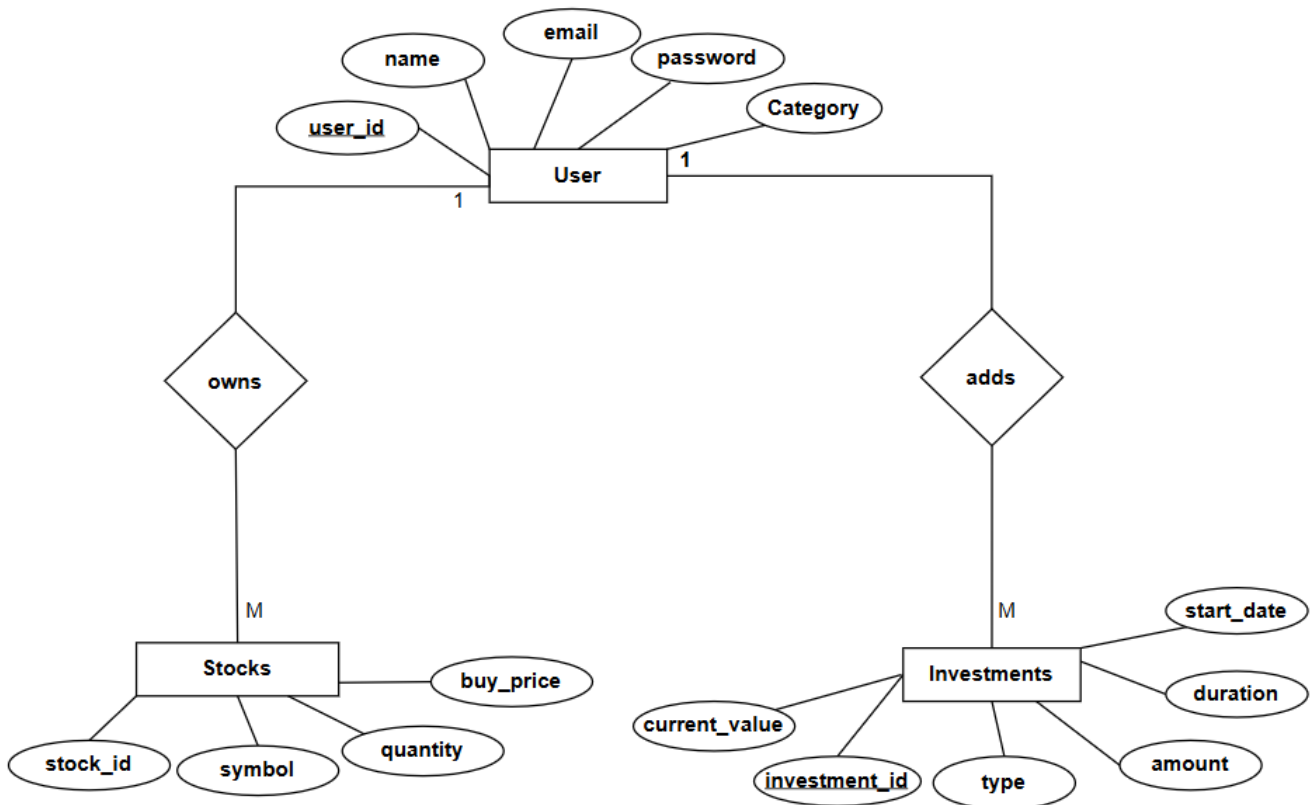 email
name
password
Category
user_id
1
User
1
owns
adds
M
M
start_date
Stocks
Investments
buy_price
duration
current_value
quantity
stock_id
symbol
amount
investment_id
type